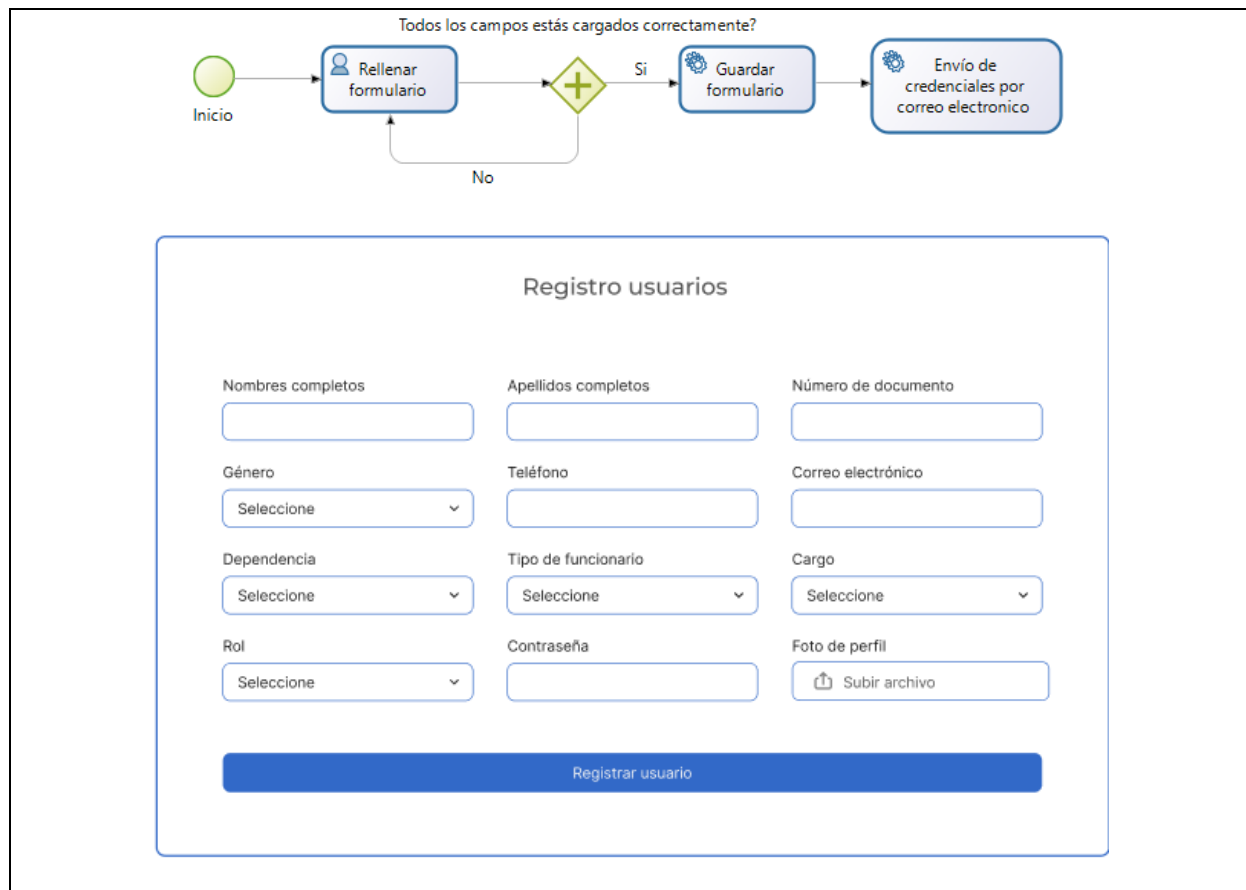 Todos los campos estás cargados correctamente?
Inicio
Rellenar
formulario
Si
No
Guardar
formulario
Envío de
credenciales por
correo electronico
Registro usuarios
Nombres completos
Apellidos completos
Número de documento
Género
Teléfono
Correo electrónico
Seleccione
Dependencia
Tipo de funcionario
Cargo
Seleccione
Seleccione
Seleccione
Rol
Contraseña
Foto de perfil
Seleccione
Subir archivo
Registrar usuario